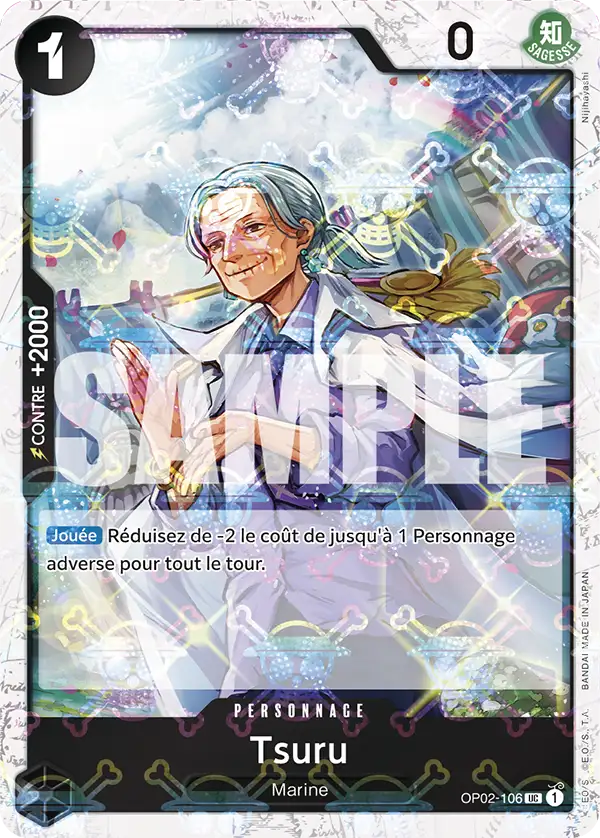 1
0
知
SAGESSE
Nijihayashi
CONTRE +2000
SAMPLE
Jouée Réduisez de -2 le coût de jusqu'à 1 Personnage
adverse pour tout le tour.
BANDAI MADE IN JAPAN
©E.O./S., T.A.
PERSONNAGE
Tsuru
Marine
OP02-106 UC 1